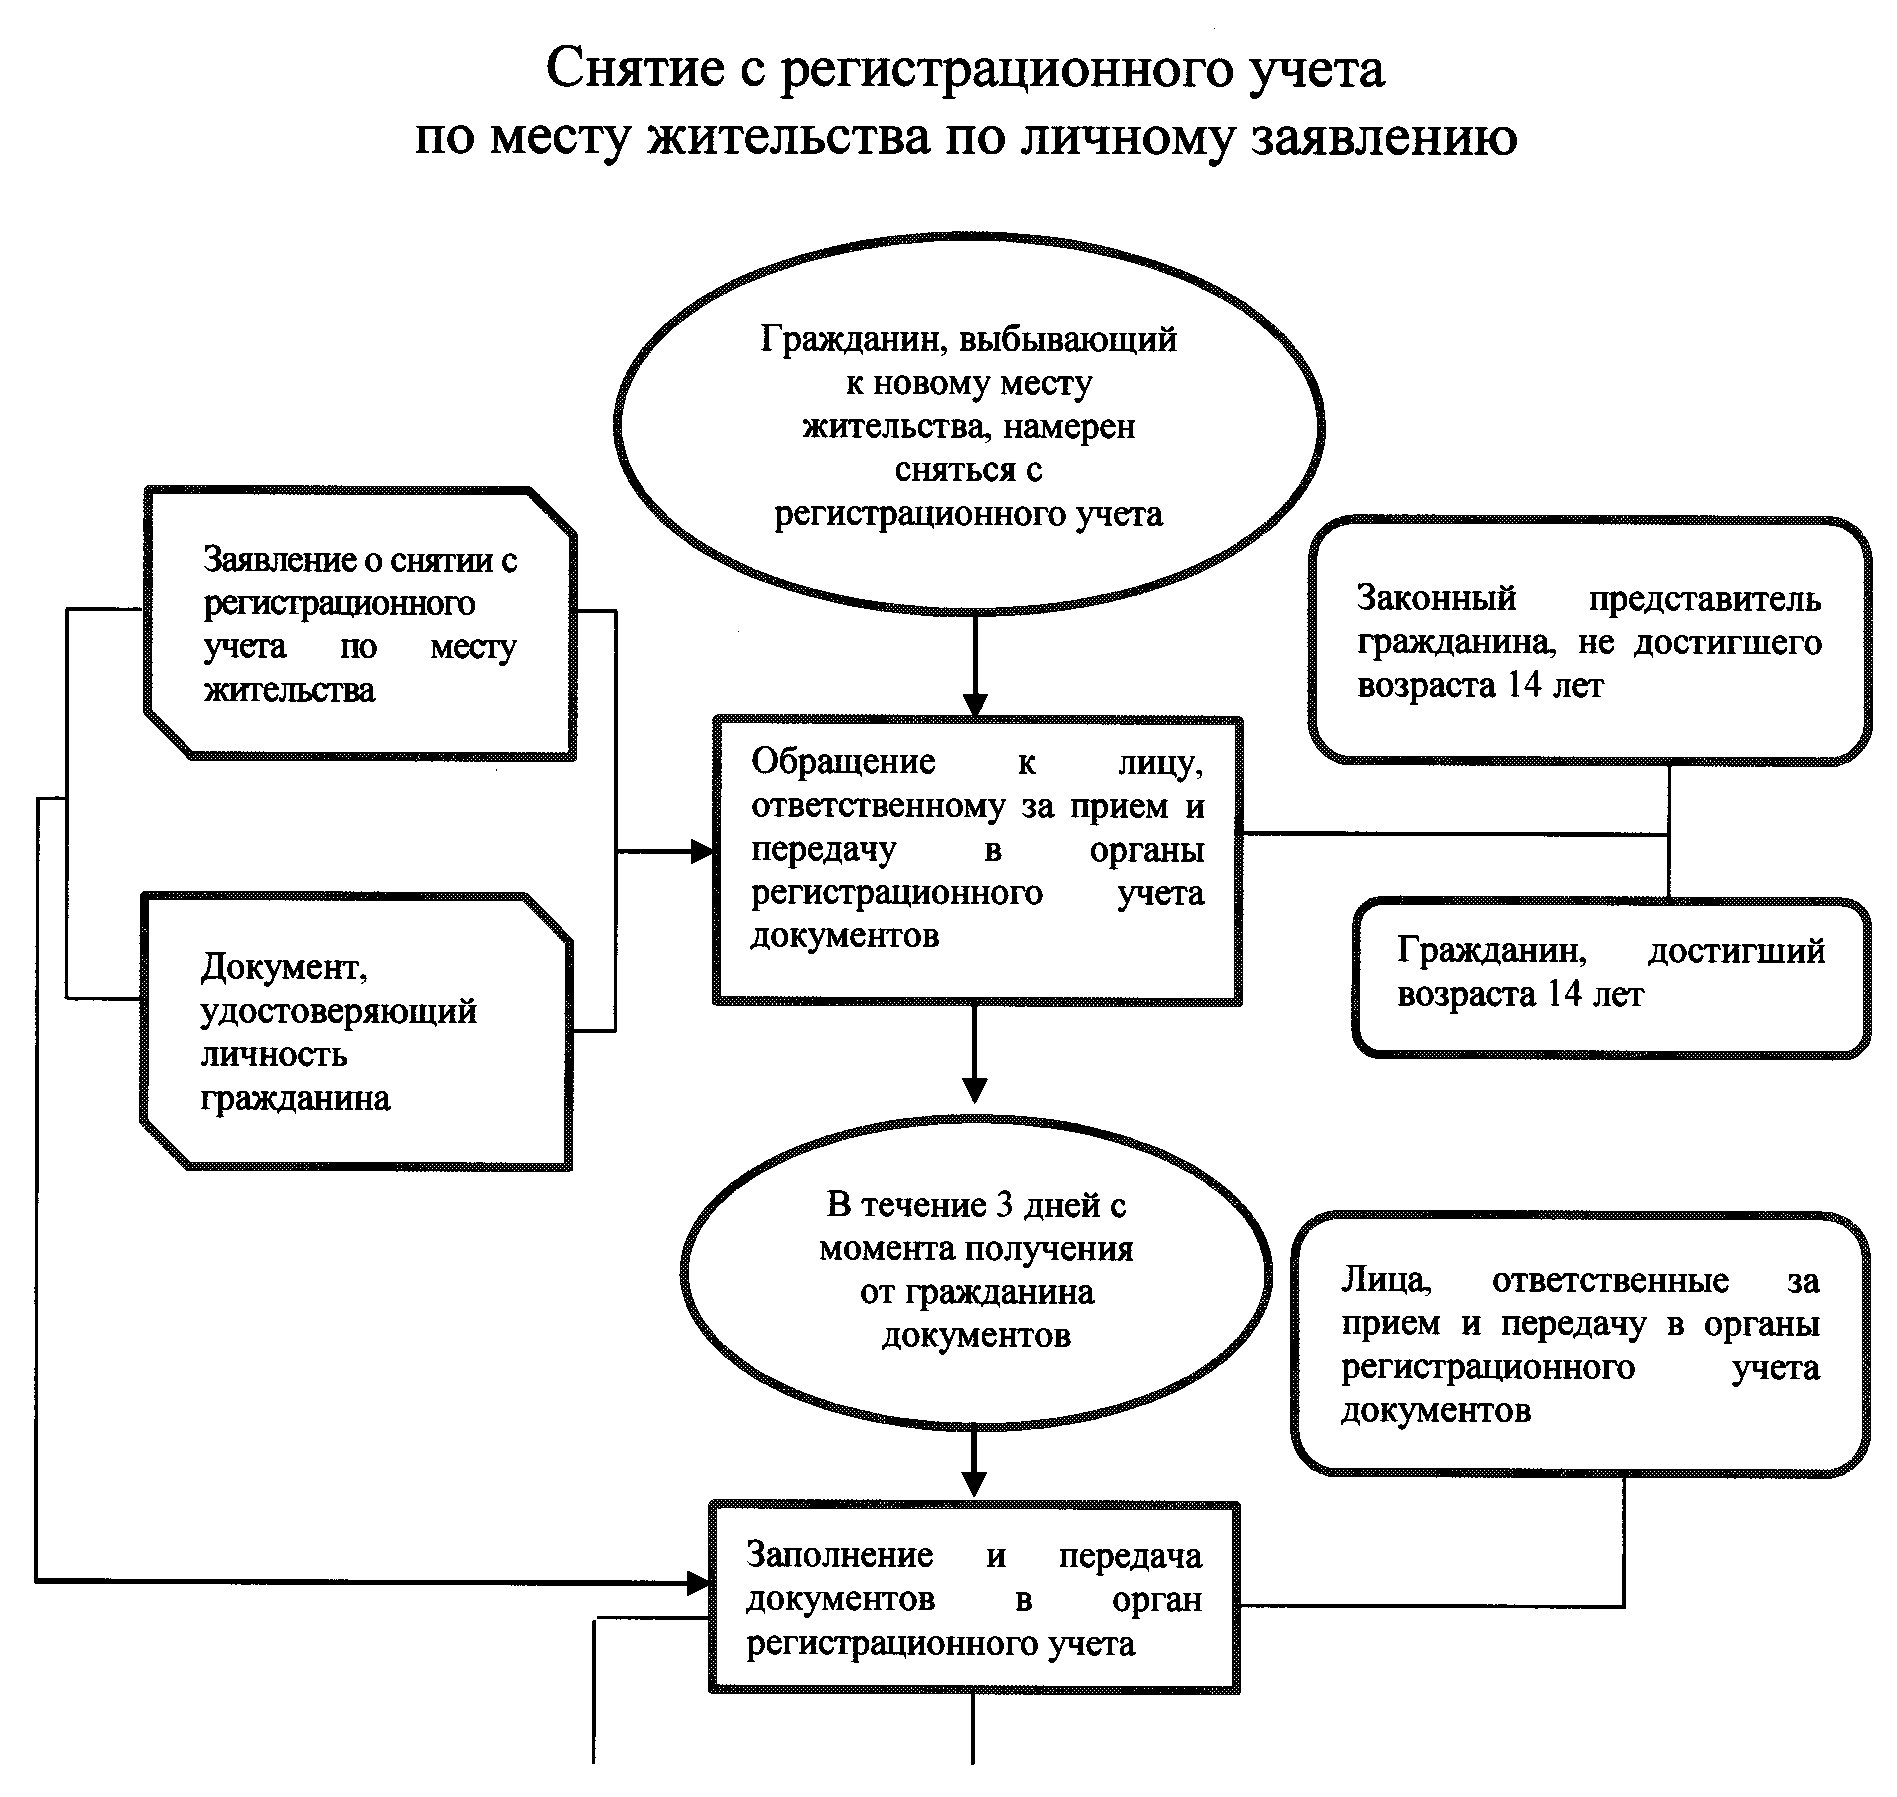 Снятие с регистрационного учета
по месту жительства по личному заявлению
Гражданин, выбывающий
к новому месту
жительства, намерен
сняться с
регистрационного учета
Заявление о снятии с
регистрационного
учета по месту
жительства
Законный представитель
гражданина, не достигшего
возраста 14 лет
Обращение к лицу,
ответственному за прием и
передачу в органы
регистрационного учета
документов
Документ,
удостоверяющий
личность
гражданина
Гражданин, достигший
возраста 14 лет
В течение 3 дней с
момента получения
от гражданина
документов
Лица, ответственные за
прием и передачу в органы
регистрационного учета
документов
Заполнение и передача
документов в орган
регистрационного учета